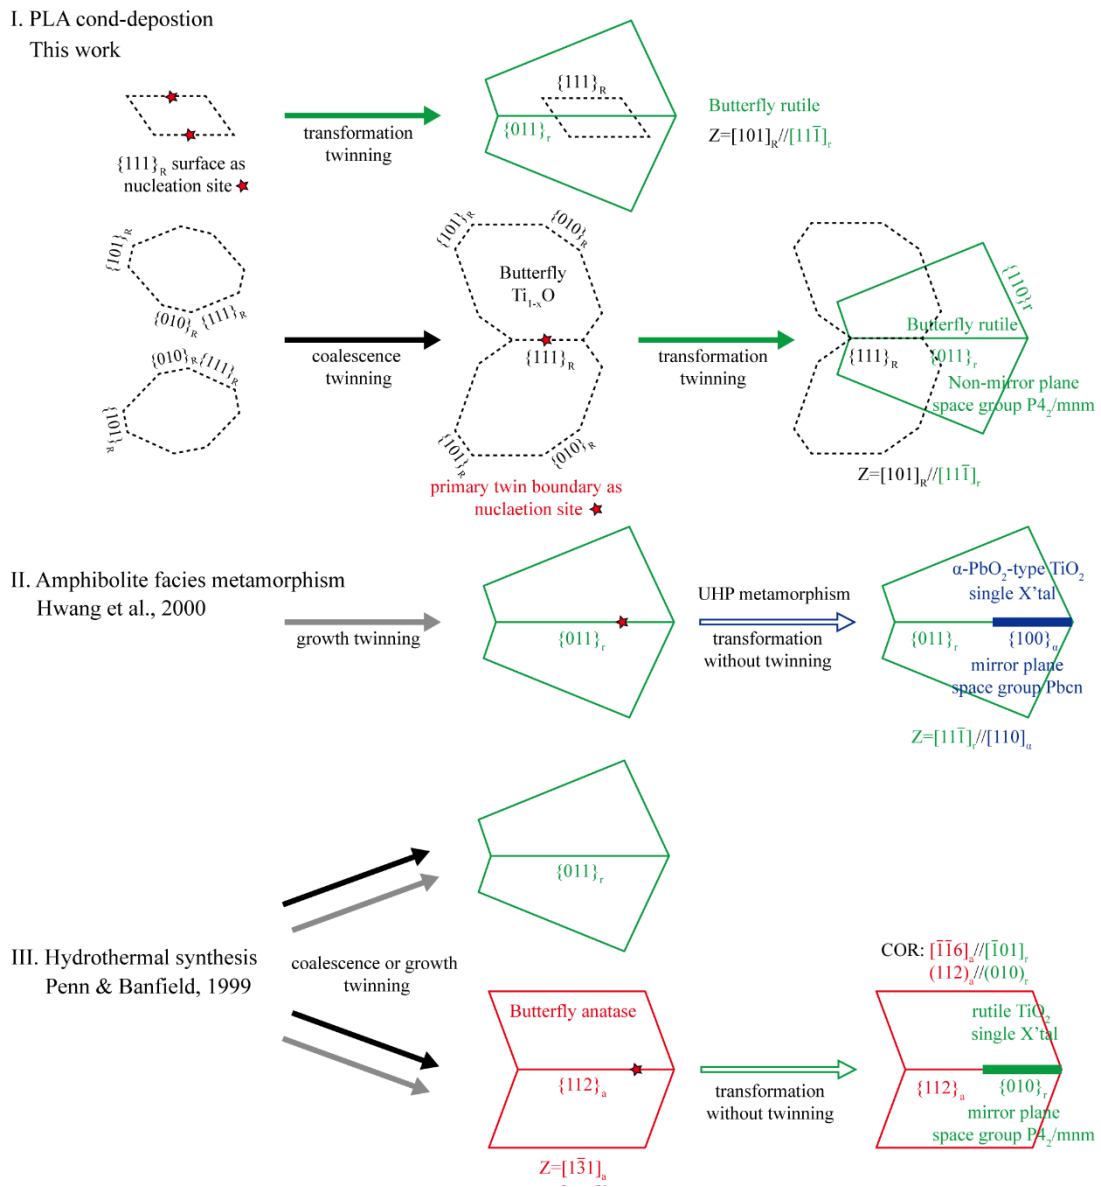 I. PLA cond-depostion
This work
{111}R
{011}r
Butterfly rutile
Z=[101]R//[11̄1̄]r
transformation
twinning
{111}R surface as
nucleation site
{101}R
{010}R {111}R
{010}R {111}R
{101}R
coalescence
twinning
{101}R
{010}R
Butterfly
Ti1-xO
{111}R
{101}R
{010}R
primary twin boundary as
nuclaetion site
transformation
twinning
{110}r
Butterfly rutile
{111}R
{011}r
Non-mirror plane
space group P42/mnm
Z=[101]R//[111̄]r
II. Amphibolite facies metamorphism
Hwang et al., 2000
growth twinning
{011}r
UHP metamorphism
transformation
without twinning
α-PbO2-type TiO2
single X'tal
{011}r
{100}α
mirror plane
space group Pbcn
Z=[111̄]r//[110]α
{011}r
III. Hydrothermal synthesis
Penn & Banfield, 1999
coalescence or growth
twinning
Butterfly anatase
{112}a
Z=[13̄1]a
transformation
without twinning
COR: [1̄1̄6]a//[1̄01]r
(112)a//(010)r
rutile TiO2
single X'tal
{112}a
{010}r
mirror plane
space group P42/mnm